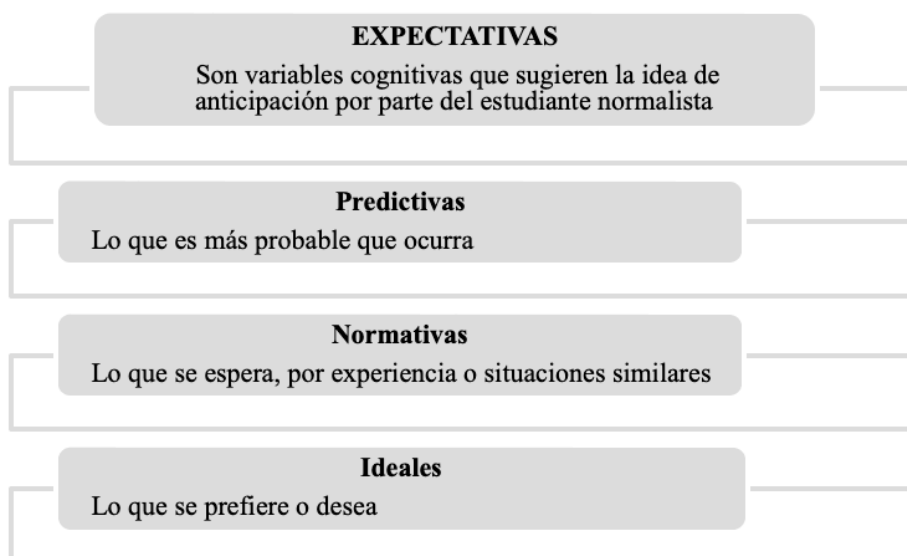 EXPECTATIVAS
Son variables cognitivas que sugieren la idea de
anticipación por parte del estudiante normalista
Predictivas
Lo que es más probable que ocurra
Normativas
Lo que se espera, por experiencia o situaciones similares
Ideales
Lo que se prefiere o desea